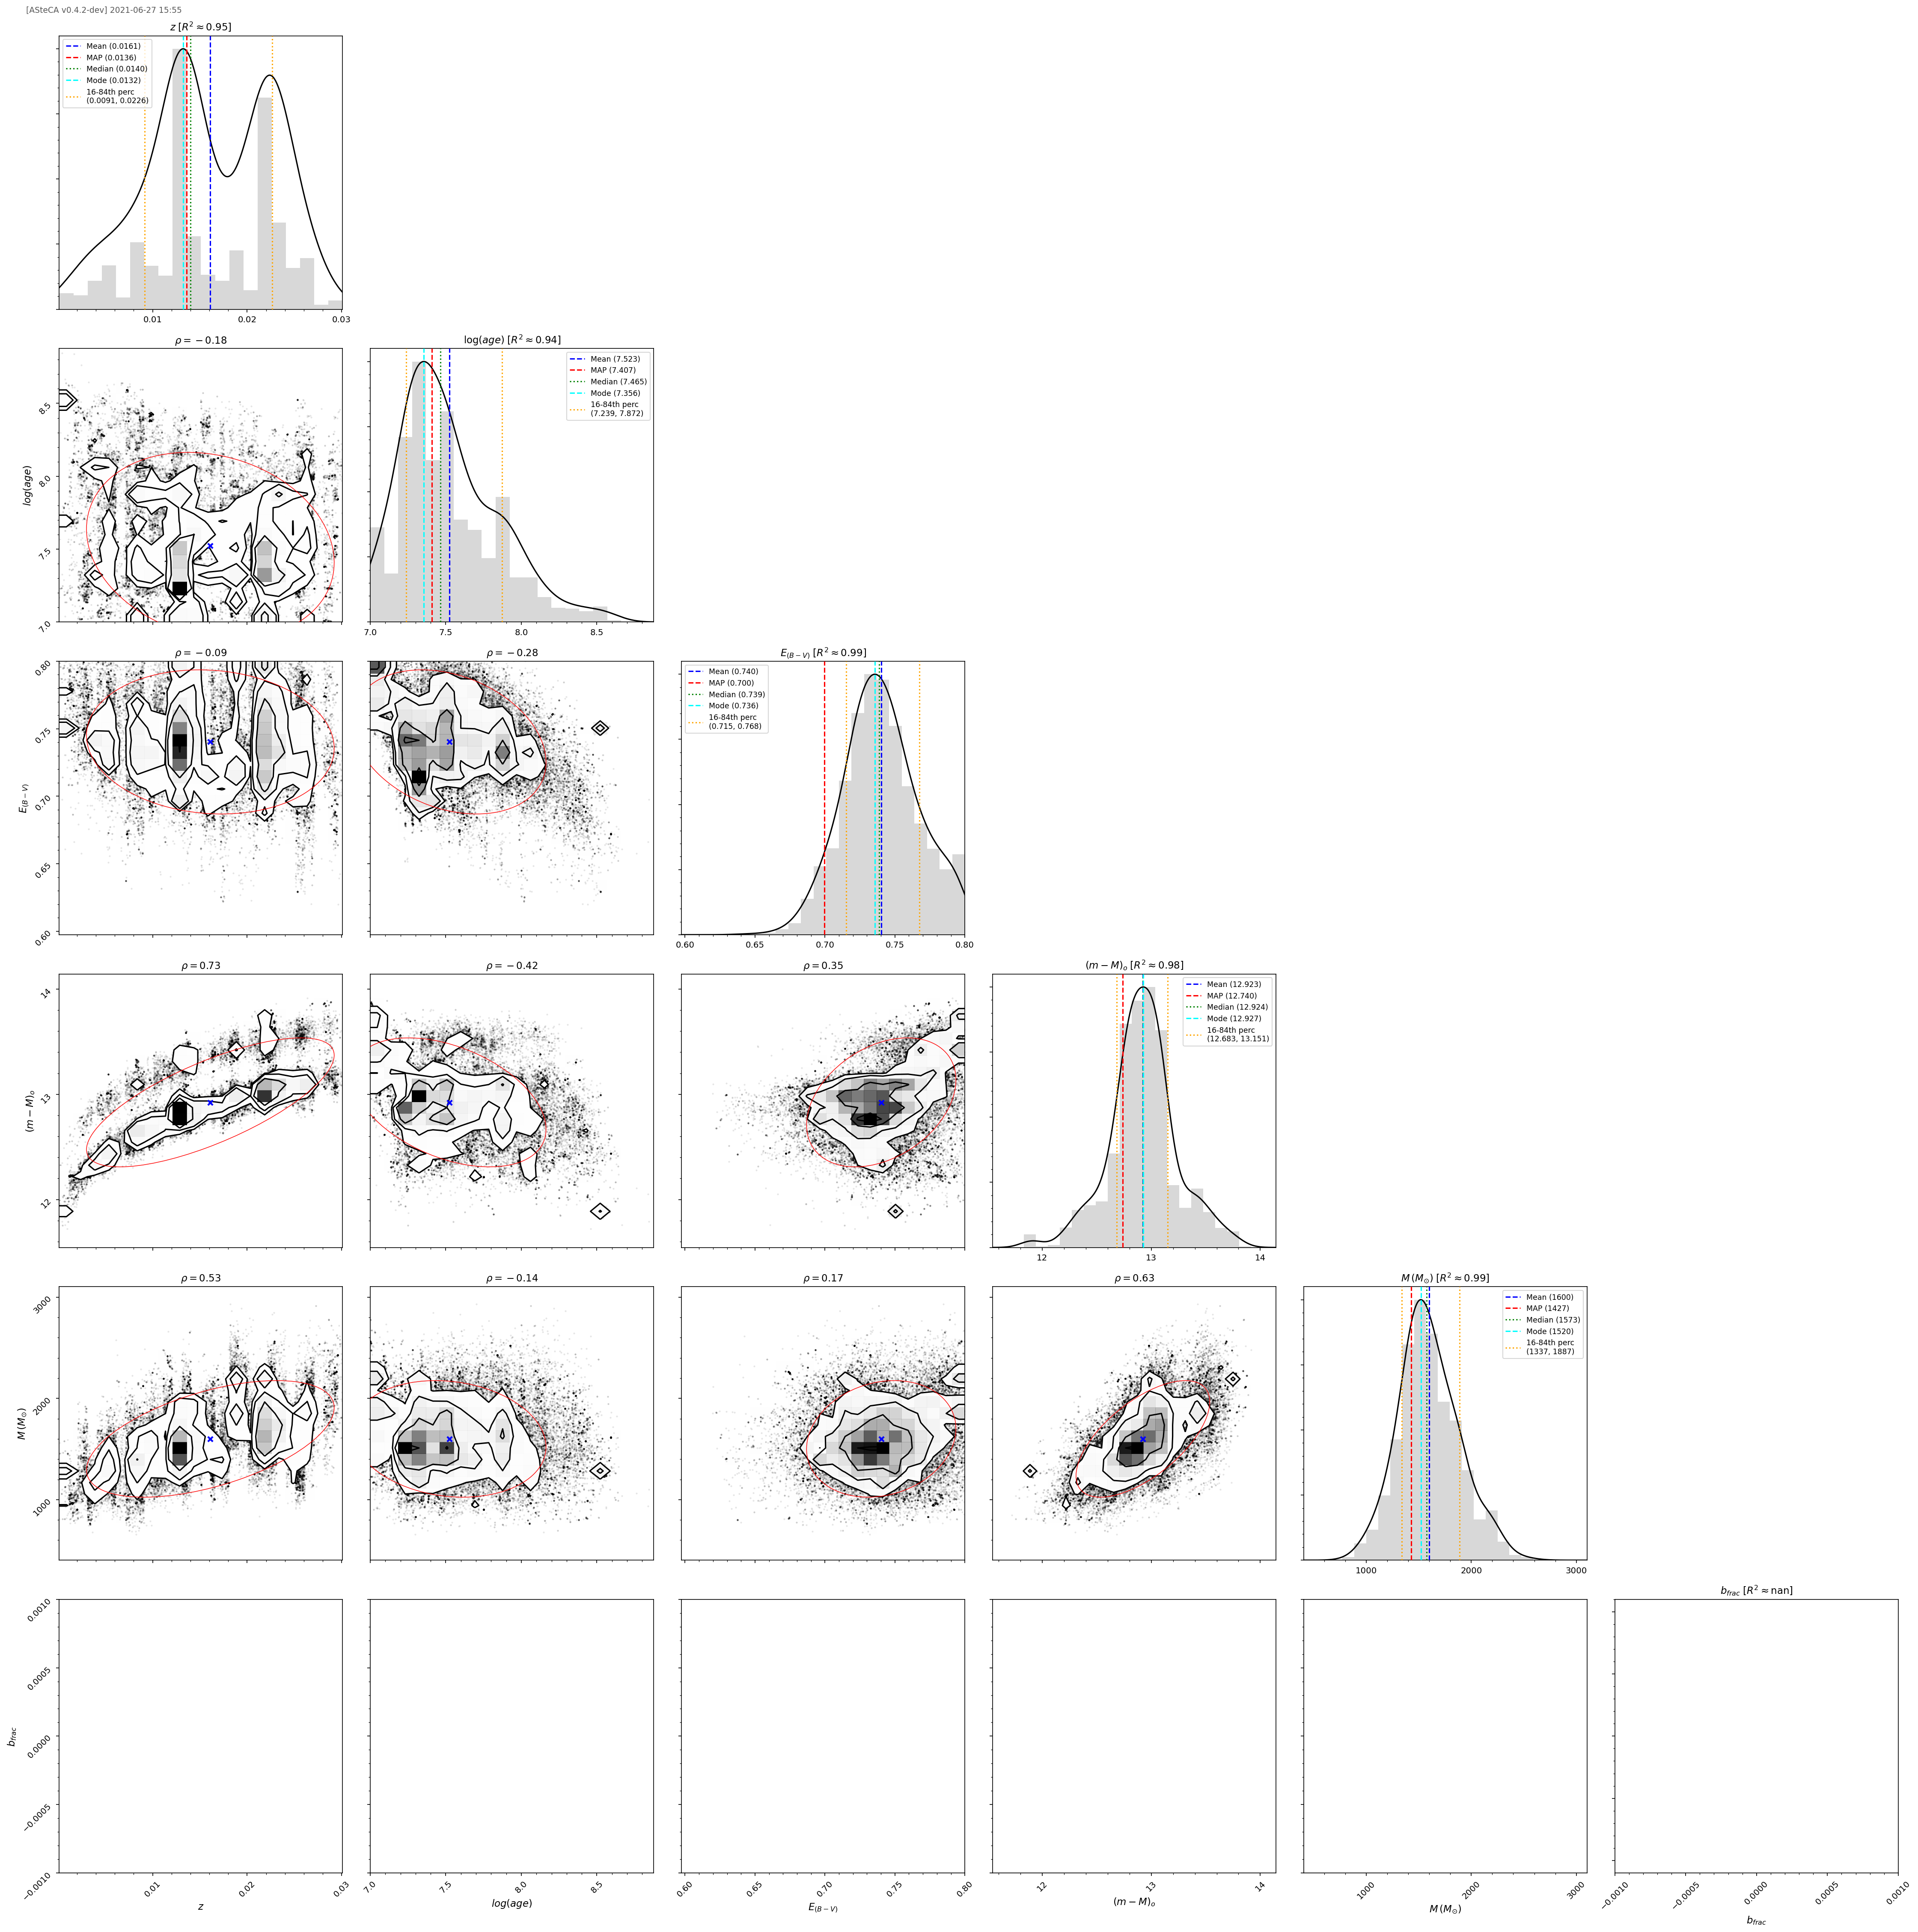 [ASteCA v0.4.2-dev] 2021-06-27 15:55
z [R² ≈ 0.95]
Mean (0.0161)
MAP (0.0136)
Median (0.0140)
Mode (0.0132)
16-84th perc
(0.0091, 0.0226)
0.01 0.02 0.03
ρ = −0.18
log(age) [R² ≈ 0.94]
Mean (7.523)
MAP (7.407)
Median (7.465)
Mode (7.356)
16-84th perc
(7.239, 7.872)
log(age)
8.5
8.0
7.5
7.0
7.0 7.5 8.0 8.5
ρ = −0.09
ρ = −0.28
E(B − V) [R² ≈ 0.99]
Mean (0.740)
MAP (0.700)
Median (0.739)
Mode (0.736)
16-84th perc
(0.715, 0.768)
E(B − V)
0.80
0.75
0.70
0.65
0.60
0.60 0.65 0.70 0.75 0.80
ρ = 0.73
ρ = −0.42
ρ = 0.35
(m − M)o [R² ≈ 0.98]
Mean (12.923)
MAP (12.740)
Median (12.924)
Mode (12.927)
16-84th perc
(12.683, 13.151)
(m − M)o
14
13
12
12 13 14
ρ = 0.53
ρ = −0.14
ρ = 0.17
ρ = 0.63
M (M⊙) [R² ≈ 0.99]
Mean (1600)
MAP (1427)
Median (1573)
Mode (1520)
16-84th perc
(1337, 1887)
M (M⊙)
3000
2000
1000
1000 2000 3000
bfrac [R² ≈ nan]
bfrac
0.0010
0.0005
0.0000
−0.0005
−0.0010
0.01 0.02 0.03
z
7.0 7.5 8.0 8.5
log(age)
0.60 0.65 0.70 0.75 0.80
E(B − V)
12 13 14
(m − M)o
1000 2000 3000
M (M⊙)
−0.0010 −0.0005 0.0000 0.0005 0.0010
bfrac